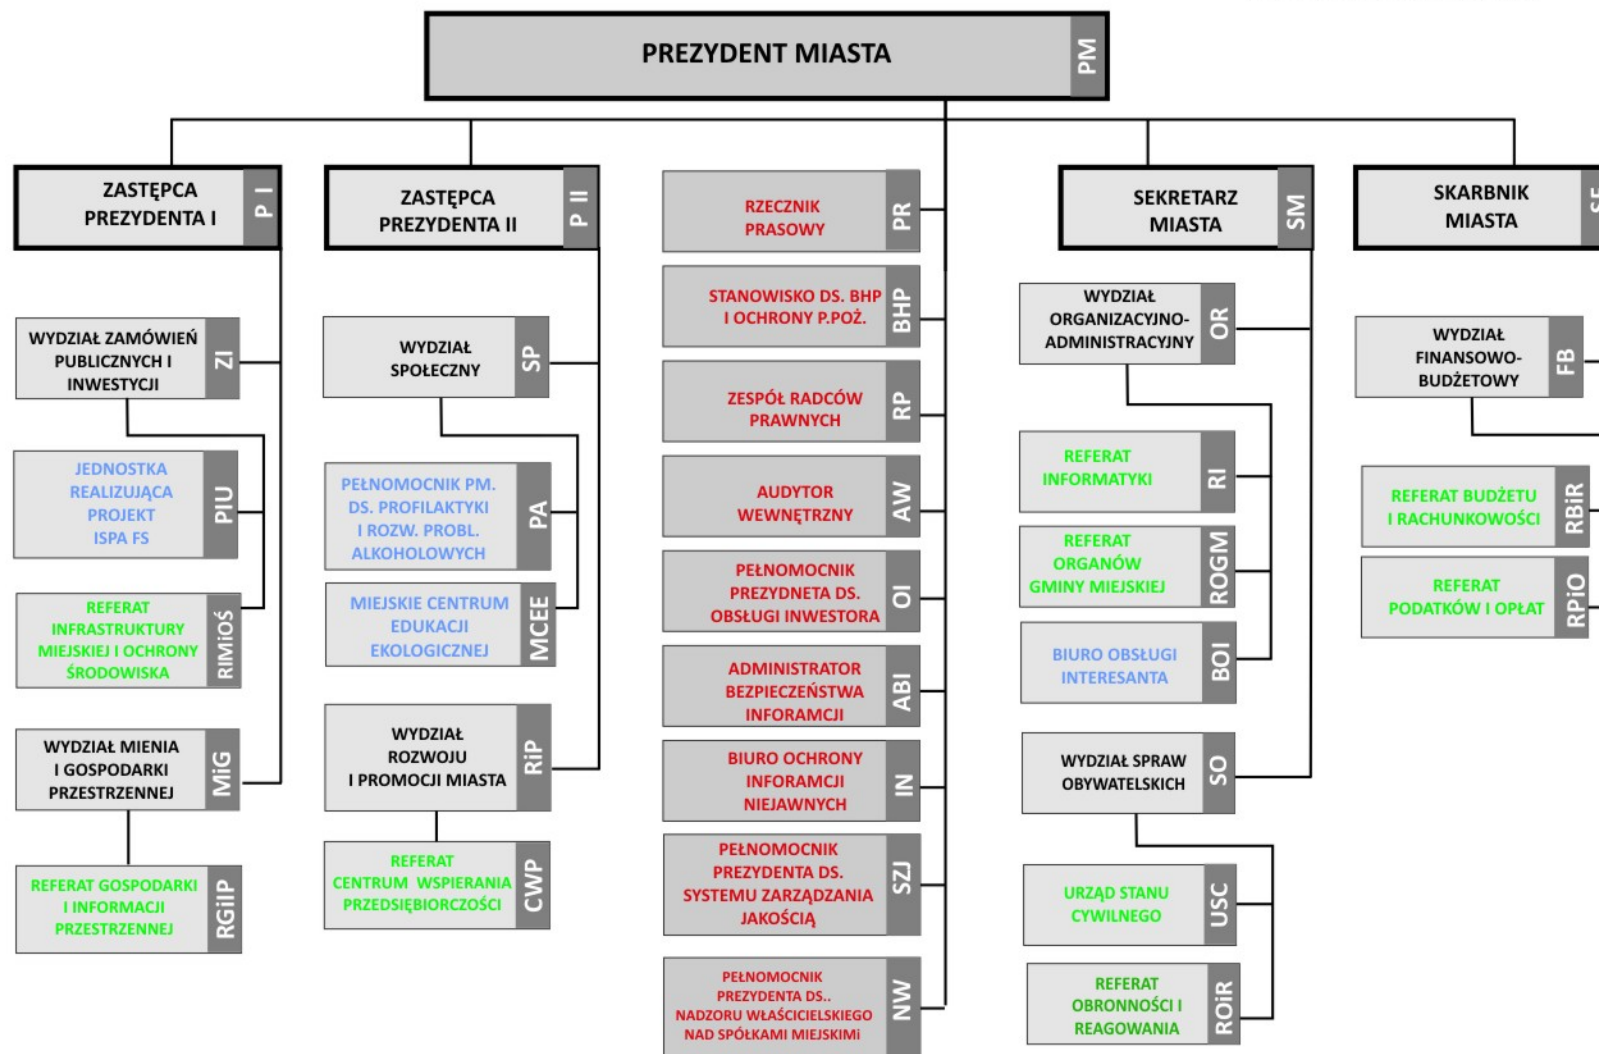 PREZYDENT MIASTA
PM
ZASTĘPCA
PREZYDENTA I
P I
ZASTĘPCA
PREZYDENTA II
P II
SEKRETARZ
MIASTA
SM
SKARBNIK
MIASTA
WYDZIAŁ ZAMÓWIEŃ
PUBLICZNYCH I
INWESTYCJI
ZI
JEDNOSTKA
REALIZUJĄCA
PROJEKT
ISPA FS
PIU
REFERAT
INFRASTRUKTURY
MIEJSKIEJ I OCHRONY
ŚRODOWISKA
RIMiOŚ
WYDZIAŁ MIENIA
I GOSPODARKI
PRZESTRZENNEJ
MiG
REFERAT GOSPODARKI
I INFORMACJI
PRZESTRZENNEJ
RGiIP
WYDZIAŁ
SPOŁECZNY
SP
PEŁNOMOCNIK PM.
DS. PROFILAKTYKI
I ROZW. PROBL.
ALKOHOLOWYCH
PA
MIEJSKIE CENTRUM
EDUKACJI
EKOLOGICZNEJ
MCEE
WYDZIAŁ
ROZWOJU
I PROMOCJI MIASTA
RiP
REFERAT
CENTRUM WSPIERANIA
PRZEDSIĘBIORCZOŚCI
CWP
RZECZNIK
PRASOWY
PR
STANOWISKO DS. BHP
I OCHRONY P.POŻ.
BHP
ZESPÓŁ RADCÓW
PRAWNYCH
RP
AUDYTOR
WEWNĘTRZNY
AW
PEŁNOMOCNIK
PREZYDNETA DS.
OBSŁUGI INWESTORA
OI
ADMINISTRATOR
BEZPIECZEŃSTWA
INFORAMCJI
ABI
BIURO OCHRONY
INFORAMCJI
NIEJAWNYCH
IN
PEŁNOMOCNIK
PREZYDENTA DS.
SYSTEMU ZARZĄDZANIA
JAKOŚCIĄ
SZJ
PEŁNOMOCNIK
PREZYDENTA DS..
NADZORU WŁAŚCICIELSKIEGO
NAD SPÓŁKAMI MIEJSKIMi
NW
WYDZIAŁ
ORGANIZACYJNO-
ADMINISTRACYJNY
OR
REFERAT
INFORMATYKI
RI
REFERAT
ORGANÓW
GMINY MIEJSKIEJ
ROGM
BIURO OBSŁUGI
INTERESANTA
BOI
WYDZIAŁ SPRAW
OBYWATELSKICH
SO
URZĄD STANU
CYWILNEGO
USC
REFERAT
OBRONNOŚCI I
REAGOWANIA
ROiR
WYDZIAŁ
FINANSOWO-
BUDŻETOWY
FB
REFERAT BUDŻETU
I RACHUNKOWOŚCI
RBiR
REFERAT
PODATKÓW I OPŁAT
RPiO